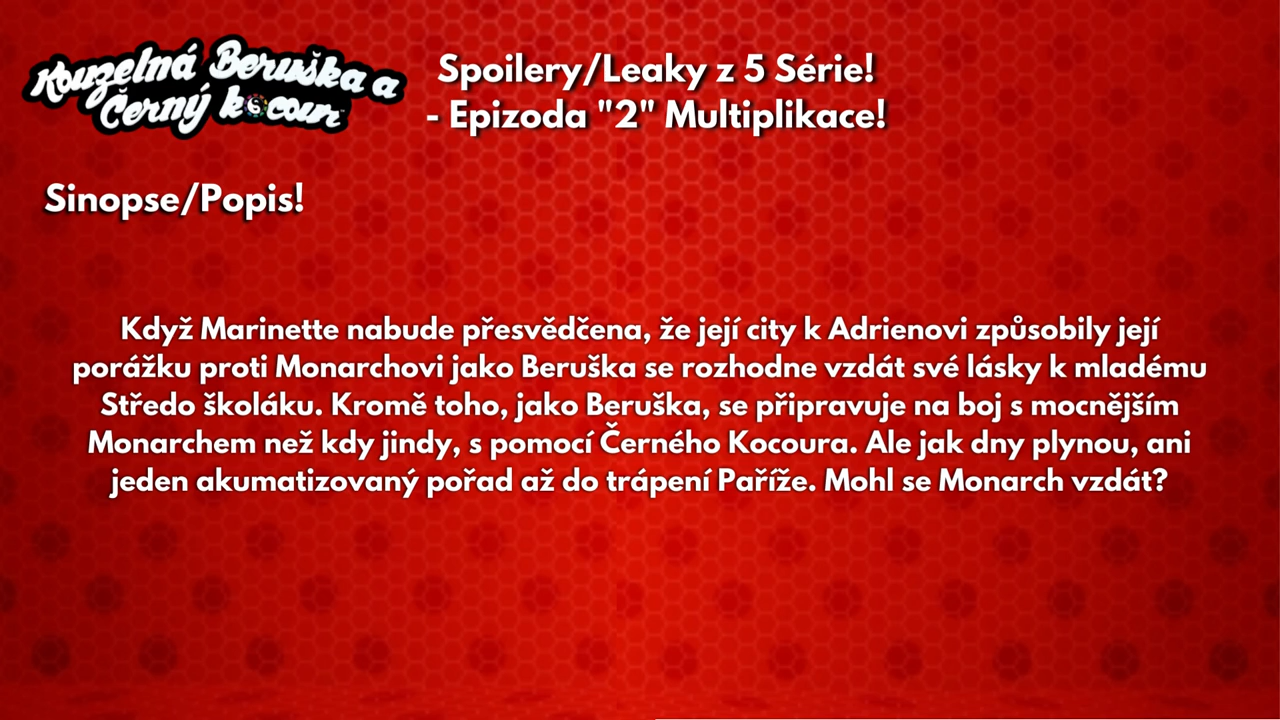 Kouzelná Beruška a
Černý kocour
Spoilery/Leaky z 5 Série!
- Epizoda "2" Multiplikace!
Sinopse/Popis!
Když Marinette nabude přesvědčena, že její city k Adrienovi způsobily její
porážku proti Monarchovi jako Beruška se rozhodne vzdát své lásky k mladému
Středo školáku. Kromě toho, jako Beruška, se připravuje na boj s mocnějším
Monarchem než kdy jindy, s pomocí Černého Kocoura. Ale jak dny plynou, ani
jeden akumatizovaný pořad až do trápení Paříže. Mohl se Monarch vzdát?